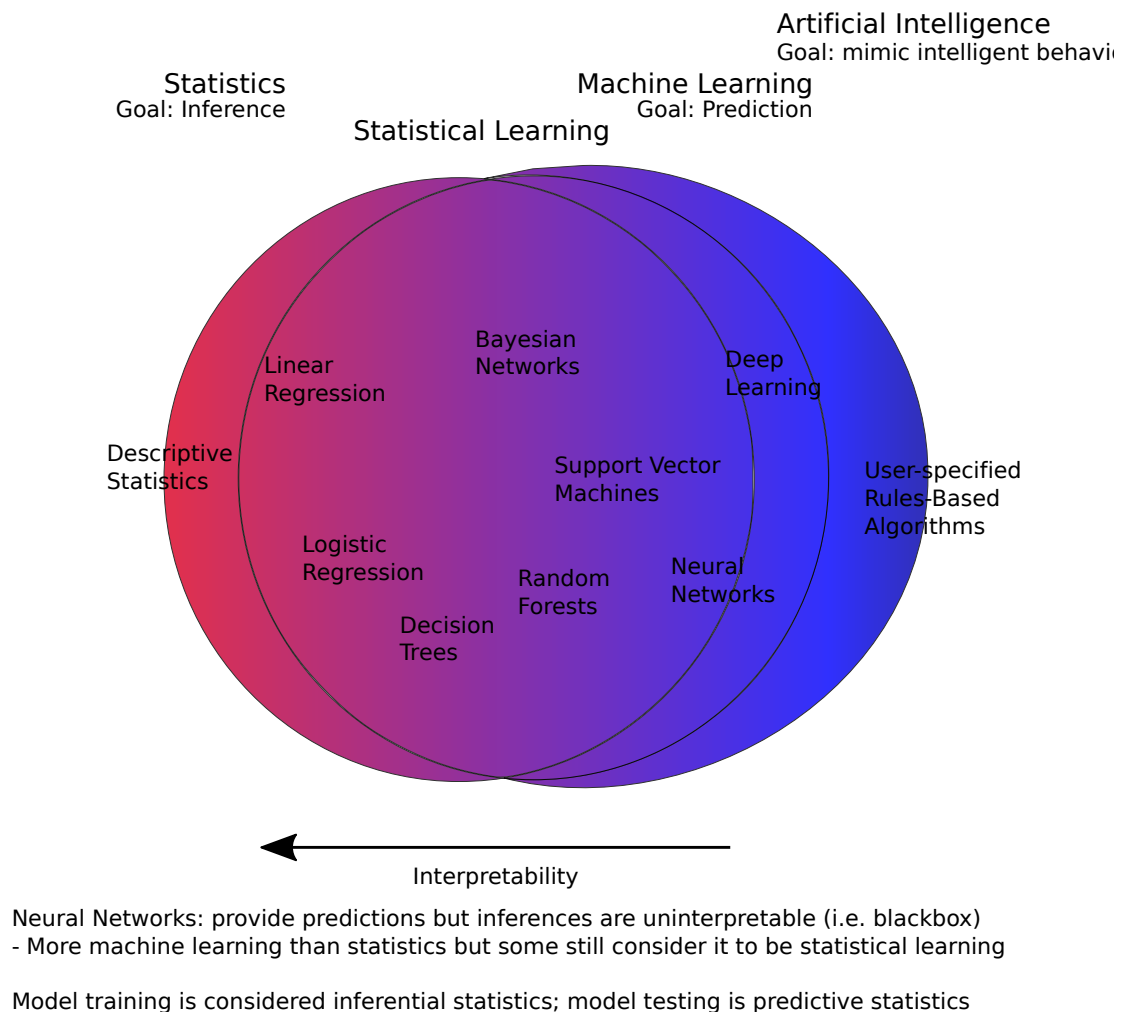 Artificial Intelligence
Goal: mimic intelligent behavi
Statistics
Goal: Inference
Machine Learning
Goal: Prediction
Statistical Learning
Bayesian
Networks
Linear
Regression
Deep
Learning
Descriptive
Statistics
Support Vector
Machines
User-specified
Rules-Based
Algorithms
Logistic
Regression
Random
Forests
Neural
Networks
Decision
Trees
Interpretability
Neural Networks: provide predictions but inferences are uninterpretable (i.e. blackbox)
- More machine learning than statistics but some still consider it to be statistical learning
Model training is considered inferential statistics; model testing is predictive statistics